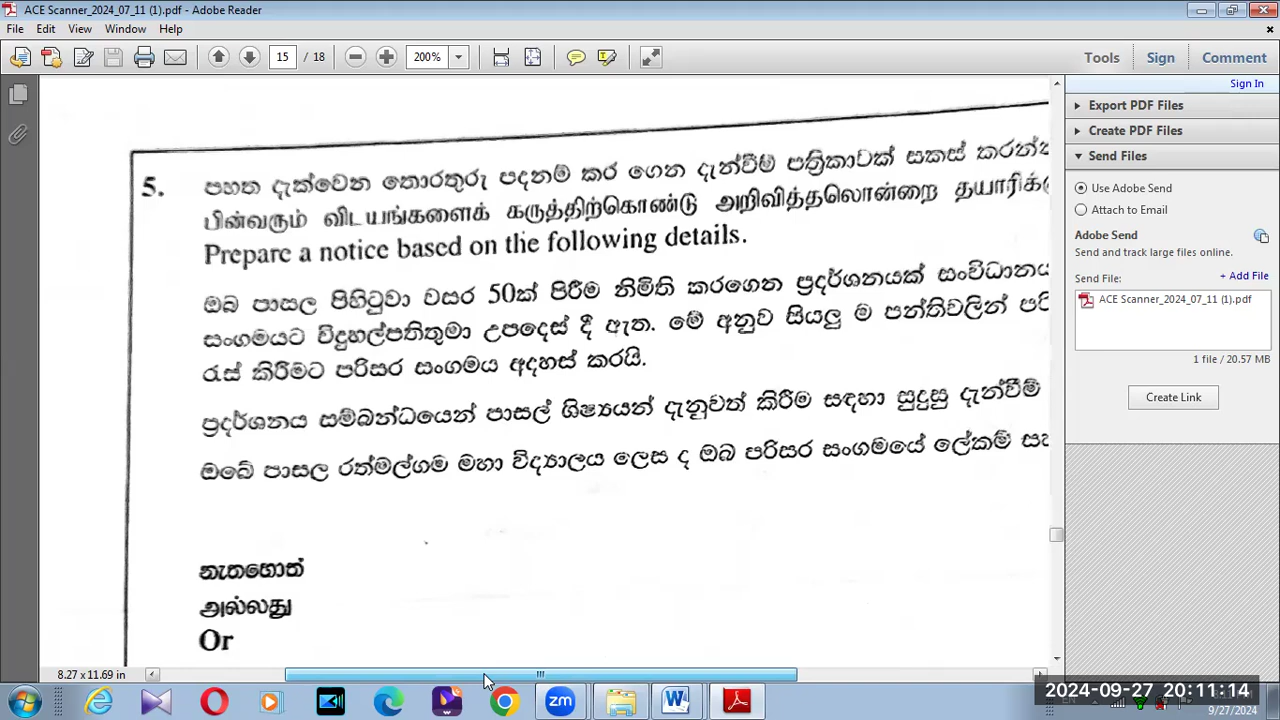 ACE Scanner_2024_07_11 (1).pdf - Adobe Reader
File Edit View Window Help
15 / 18 200% Tools Sign Comment
Sign In
Export PDF Files
Create PDF Files
Send Files
Use Adobe Send
Attach to Email
Adobe Send
Send and track large files online.
Send File: + Add File
ACE Scanner_2024_07_11 (1).pdf
1 file / 20.57 MB
Create Link
5. පහත දැක්වෙන තොරතුරු පදනම් කර ගෙන දැන්වීම් පත්‍රිකාවක් සකස්
பின்வரும் விடயங்களைக் கருத்திற்கொண்டு அறிவித்தலொன்றை
Prepare a notice based on the following details.
ඔබ පාසල පිහිටුවා වසර 50ක් පිරීම නිමිති කරගෙන ප්‍රදර්ශනයක්
සංගමයට විදුහල්පතිතුමා උපදෙස් දී ඇත. මේ අනුව සියලු ම පන්තිවලින්
රැස් කිරීමට පරිසර සංගමය අදහස් කරයි.
ප්‍රදර්ශනය සම්බන්ධයෙන් පාසල් ශිෂ්‍යයන් දැනුවත් කිරීම සඳහා සුදුසු දැන්වීම්
ඔබේ පාසල රත්මල්ගම මහා විද්‍යාලය ලෙස ද ඔබ පරිසර සංගමයේ ලේකම්
නැතහොත්
அல்லது
Or
8.27 x 11.69 in
2024-09-27 20:11:14
9/27/2024